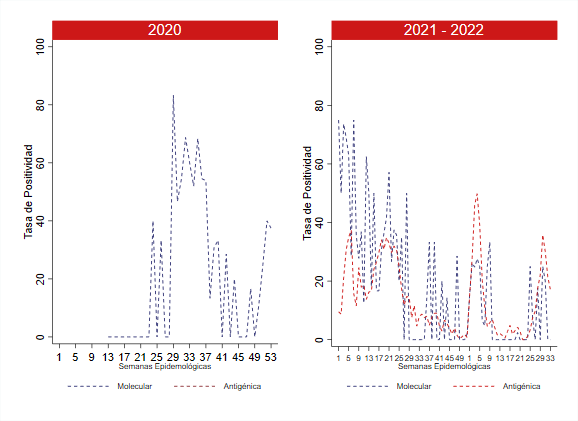 2020
2021 - 2022
Tasa de Positividad
100
80
60
40
20
0
1 5 9 13 17 21 25 29 33 37 41 45 49 53
Semanas Epidemológicas
Molecular Antigénica
Tasa de Positividad
100
80
60
40
20
0
1 5 9 13 17 21 25 29 33 37 41 45 49 1 5 9 13 17 21 25 29 33
Semanas Epidemológicas
Molecular Antigénica